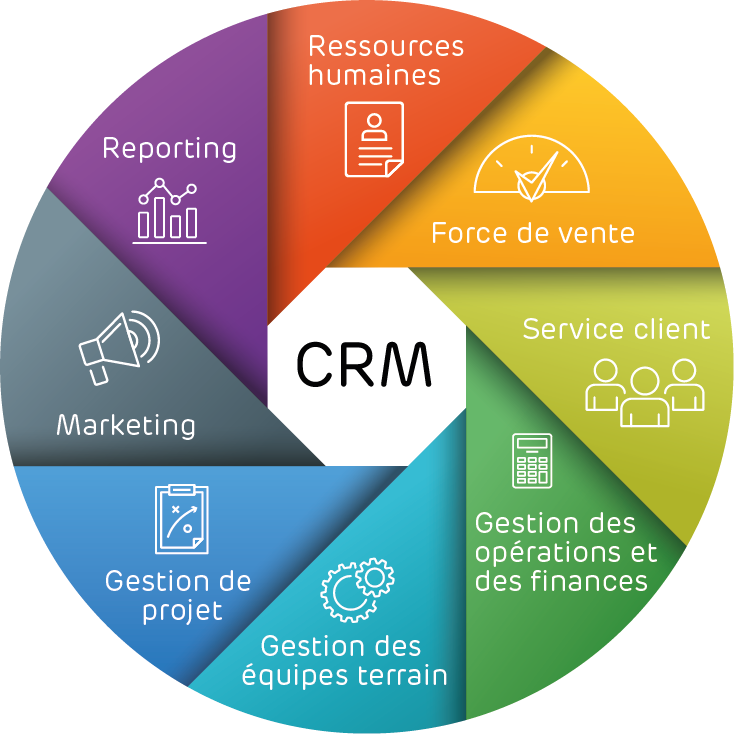 Ressources
humaines
Force de vente
Service client
Gestion des
opérations et
des finances
Gestion des
équipes terrain
Gestion de
projet
Marketing
Reporting
CRM